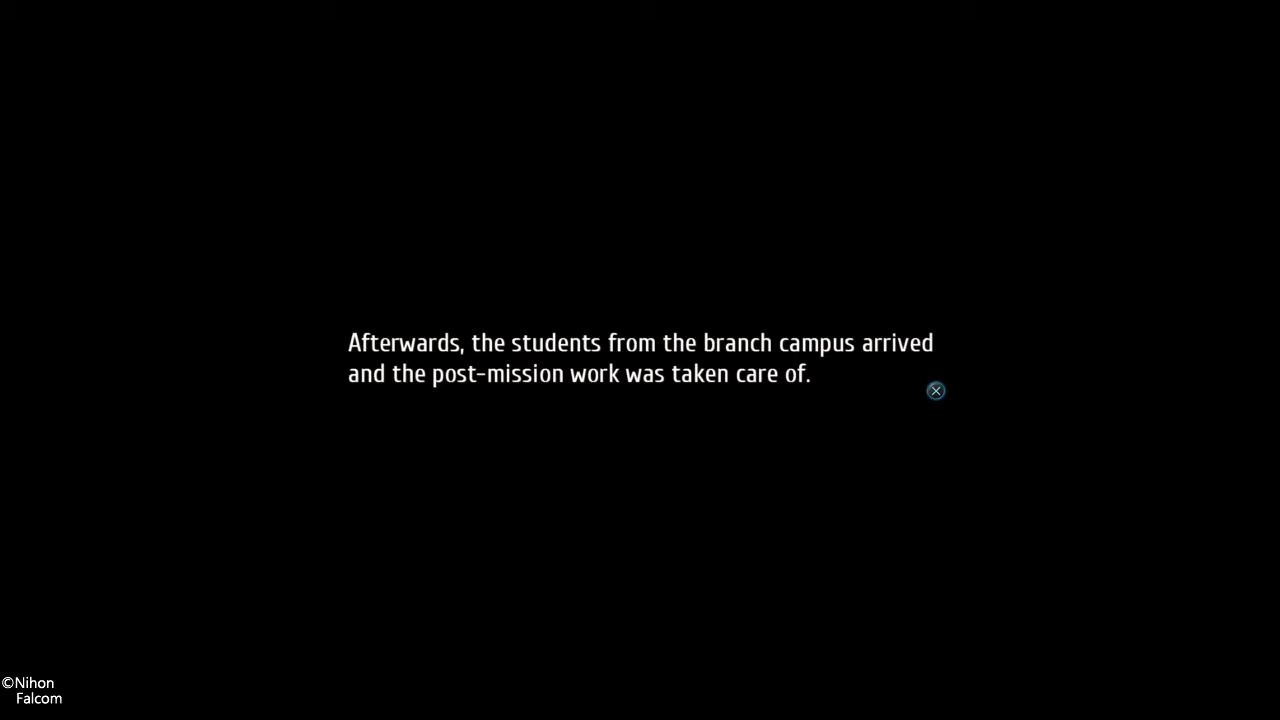 Afterwards, the students from the branch campus arrived
and the post-mission work was taken care of.
©Nihon
Falcom